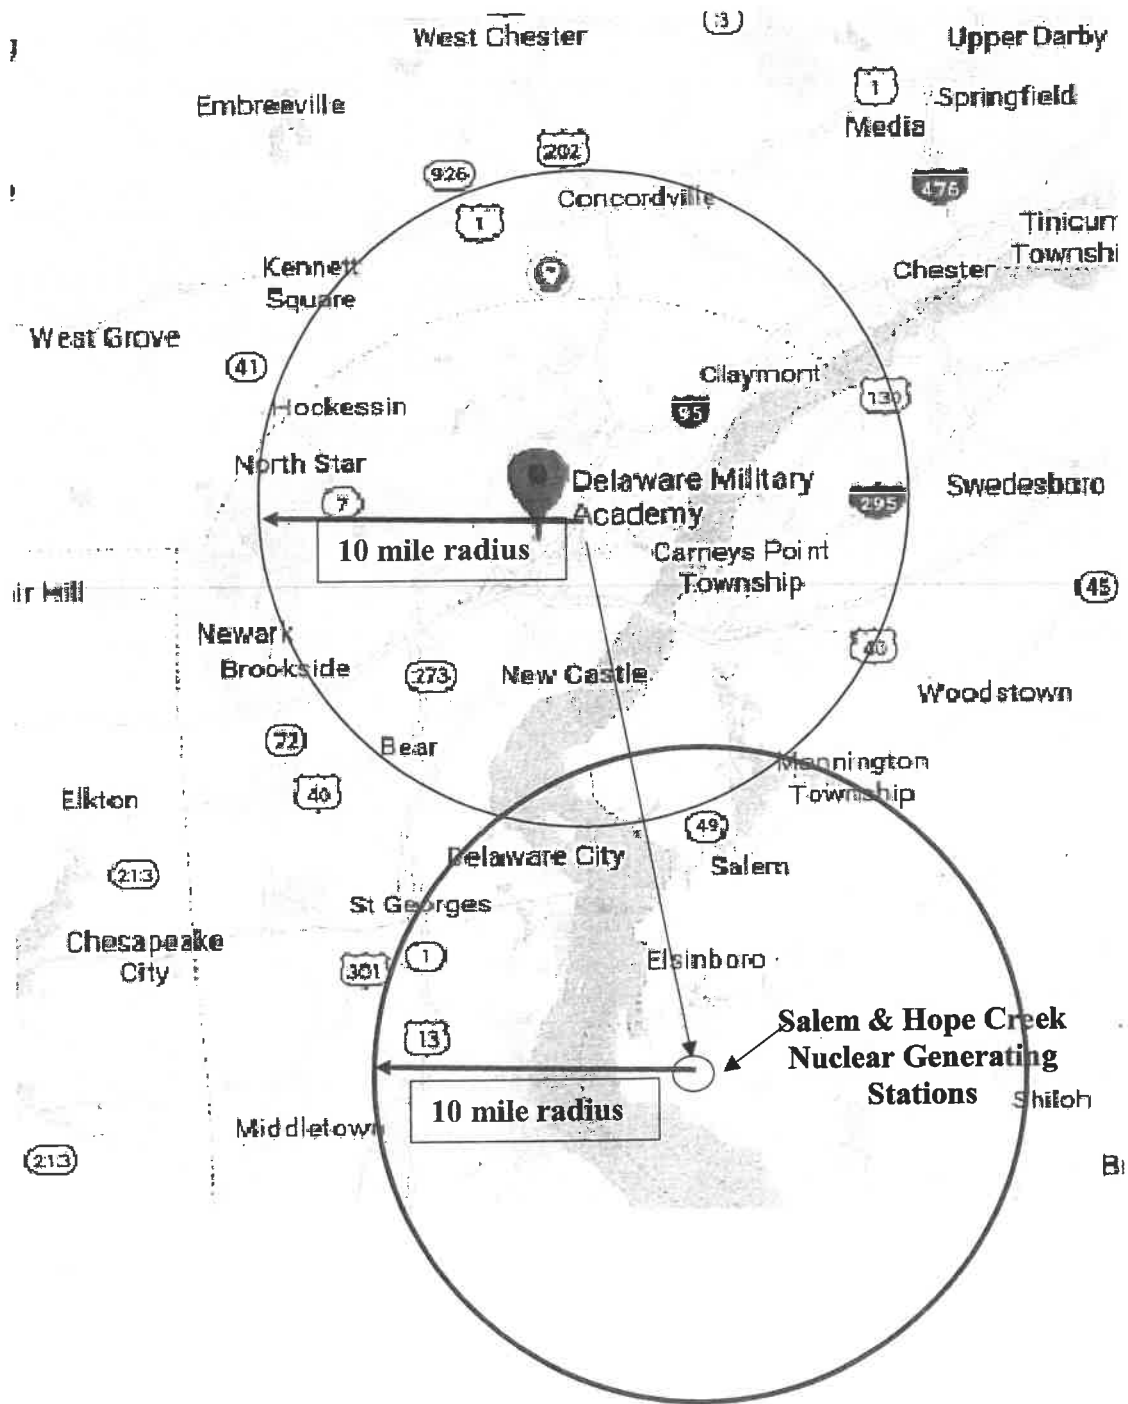 West Chester
3
Upper Darby
1
Springfield
Embreeville
Media
202
926
476
Concordville
1
Tinicum
Township
Kennett
Square
Chester
West Grove
41
Claymont
130
Hockessin
95
North Star
Delaware Military
Academy
7
295
Swedesboro
10 mile radius
Carneys Point
Township
45
Hill
Newark
Brookside
273
New Castle
40
Woodstown
72
Bear
Mannington
Township
Elkton
40
49
Delaware City
Salem
213
St Georges
Chesapeake
City
301
1
Elsinboro
13
Salem & Hope Creek
Nuclear Generating
Stations
10 mile radius
Shiloh
Middletown
213